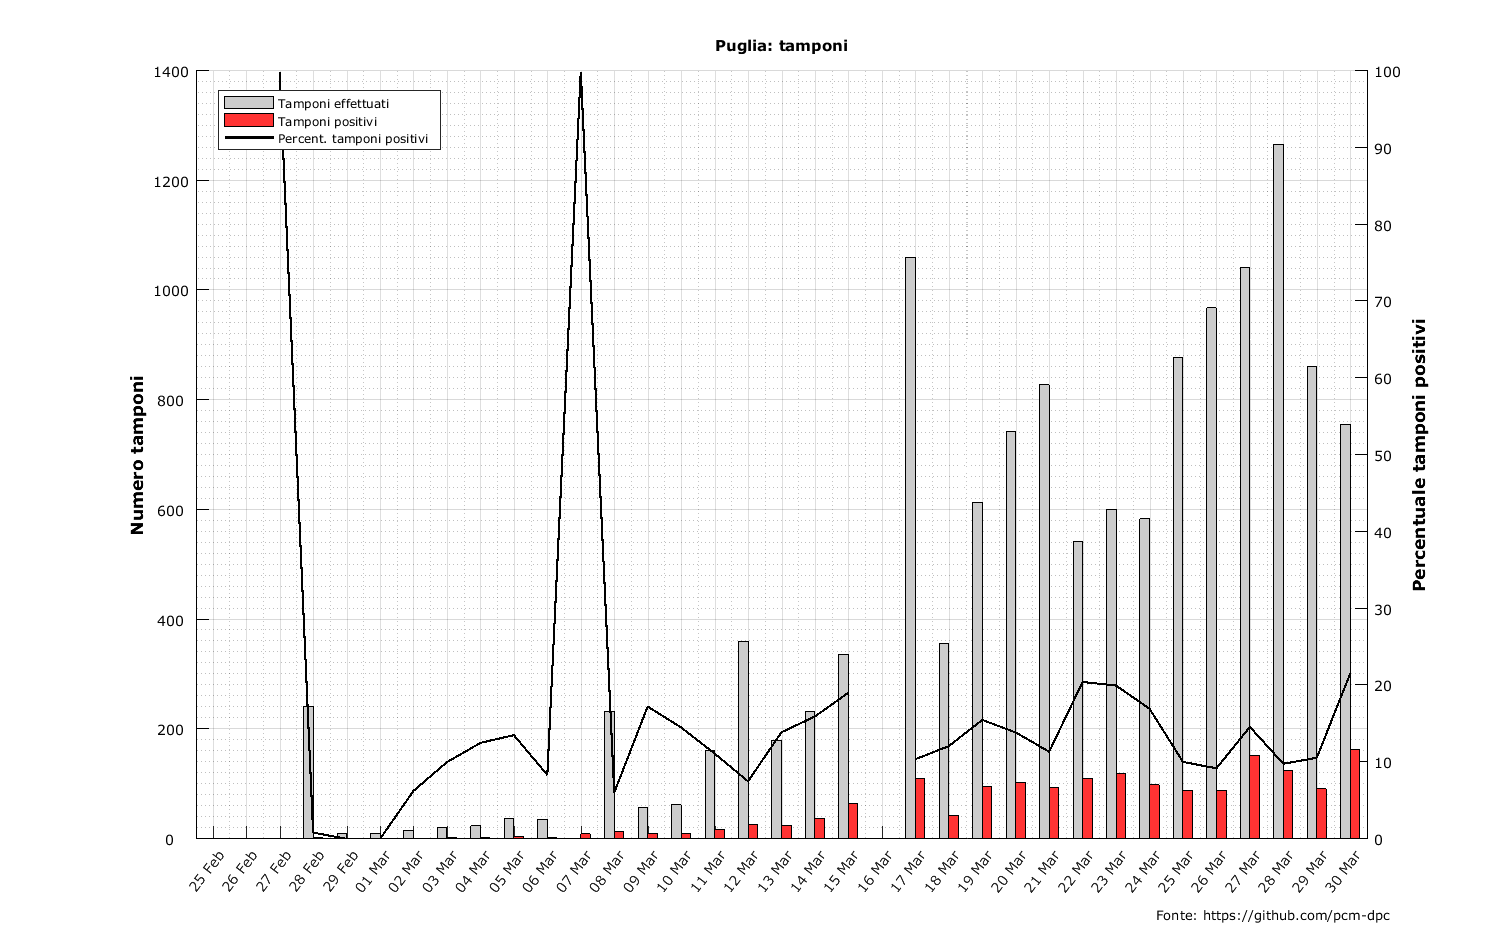 Puglia: tamponi
Tamponi effettuati
Tamponi positivi
Percent. tamponi positivi
Numero tamponi
1400
1200
1000
800
600
400
200
0
100
90
80
70
60
50
40
30
20
10
0
Percentuale tamponi positivi
25 Feb
26 Feb
27 Feb
28 Feb
29 Feb
01 Mar
02 Mar
03 Mar
04 Mar
05 Mar
06 Mar
07 Mar
08 Mar
09 Mar
10 Mar
11 Mar
12 Mar
13 Mar
14 Mar
15 Mar
16 Mar
17 Mar
18 Mar
19 Mar
20 Mar
21 Mar
22 Mar
23 Mar
24 Mar
25 Mar
26 Mar
27 Mar
28 Mar
29 Mar
30 Mar
Fonte: https://github.com/pcm-dpc